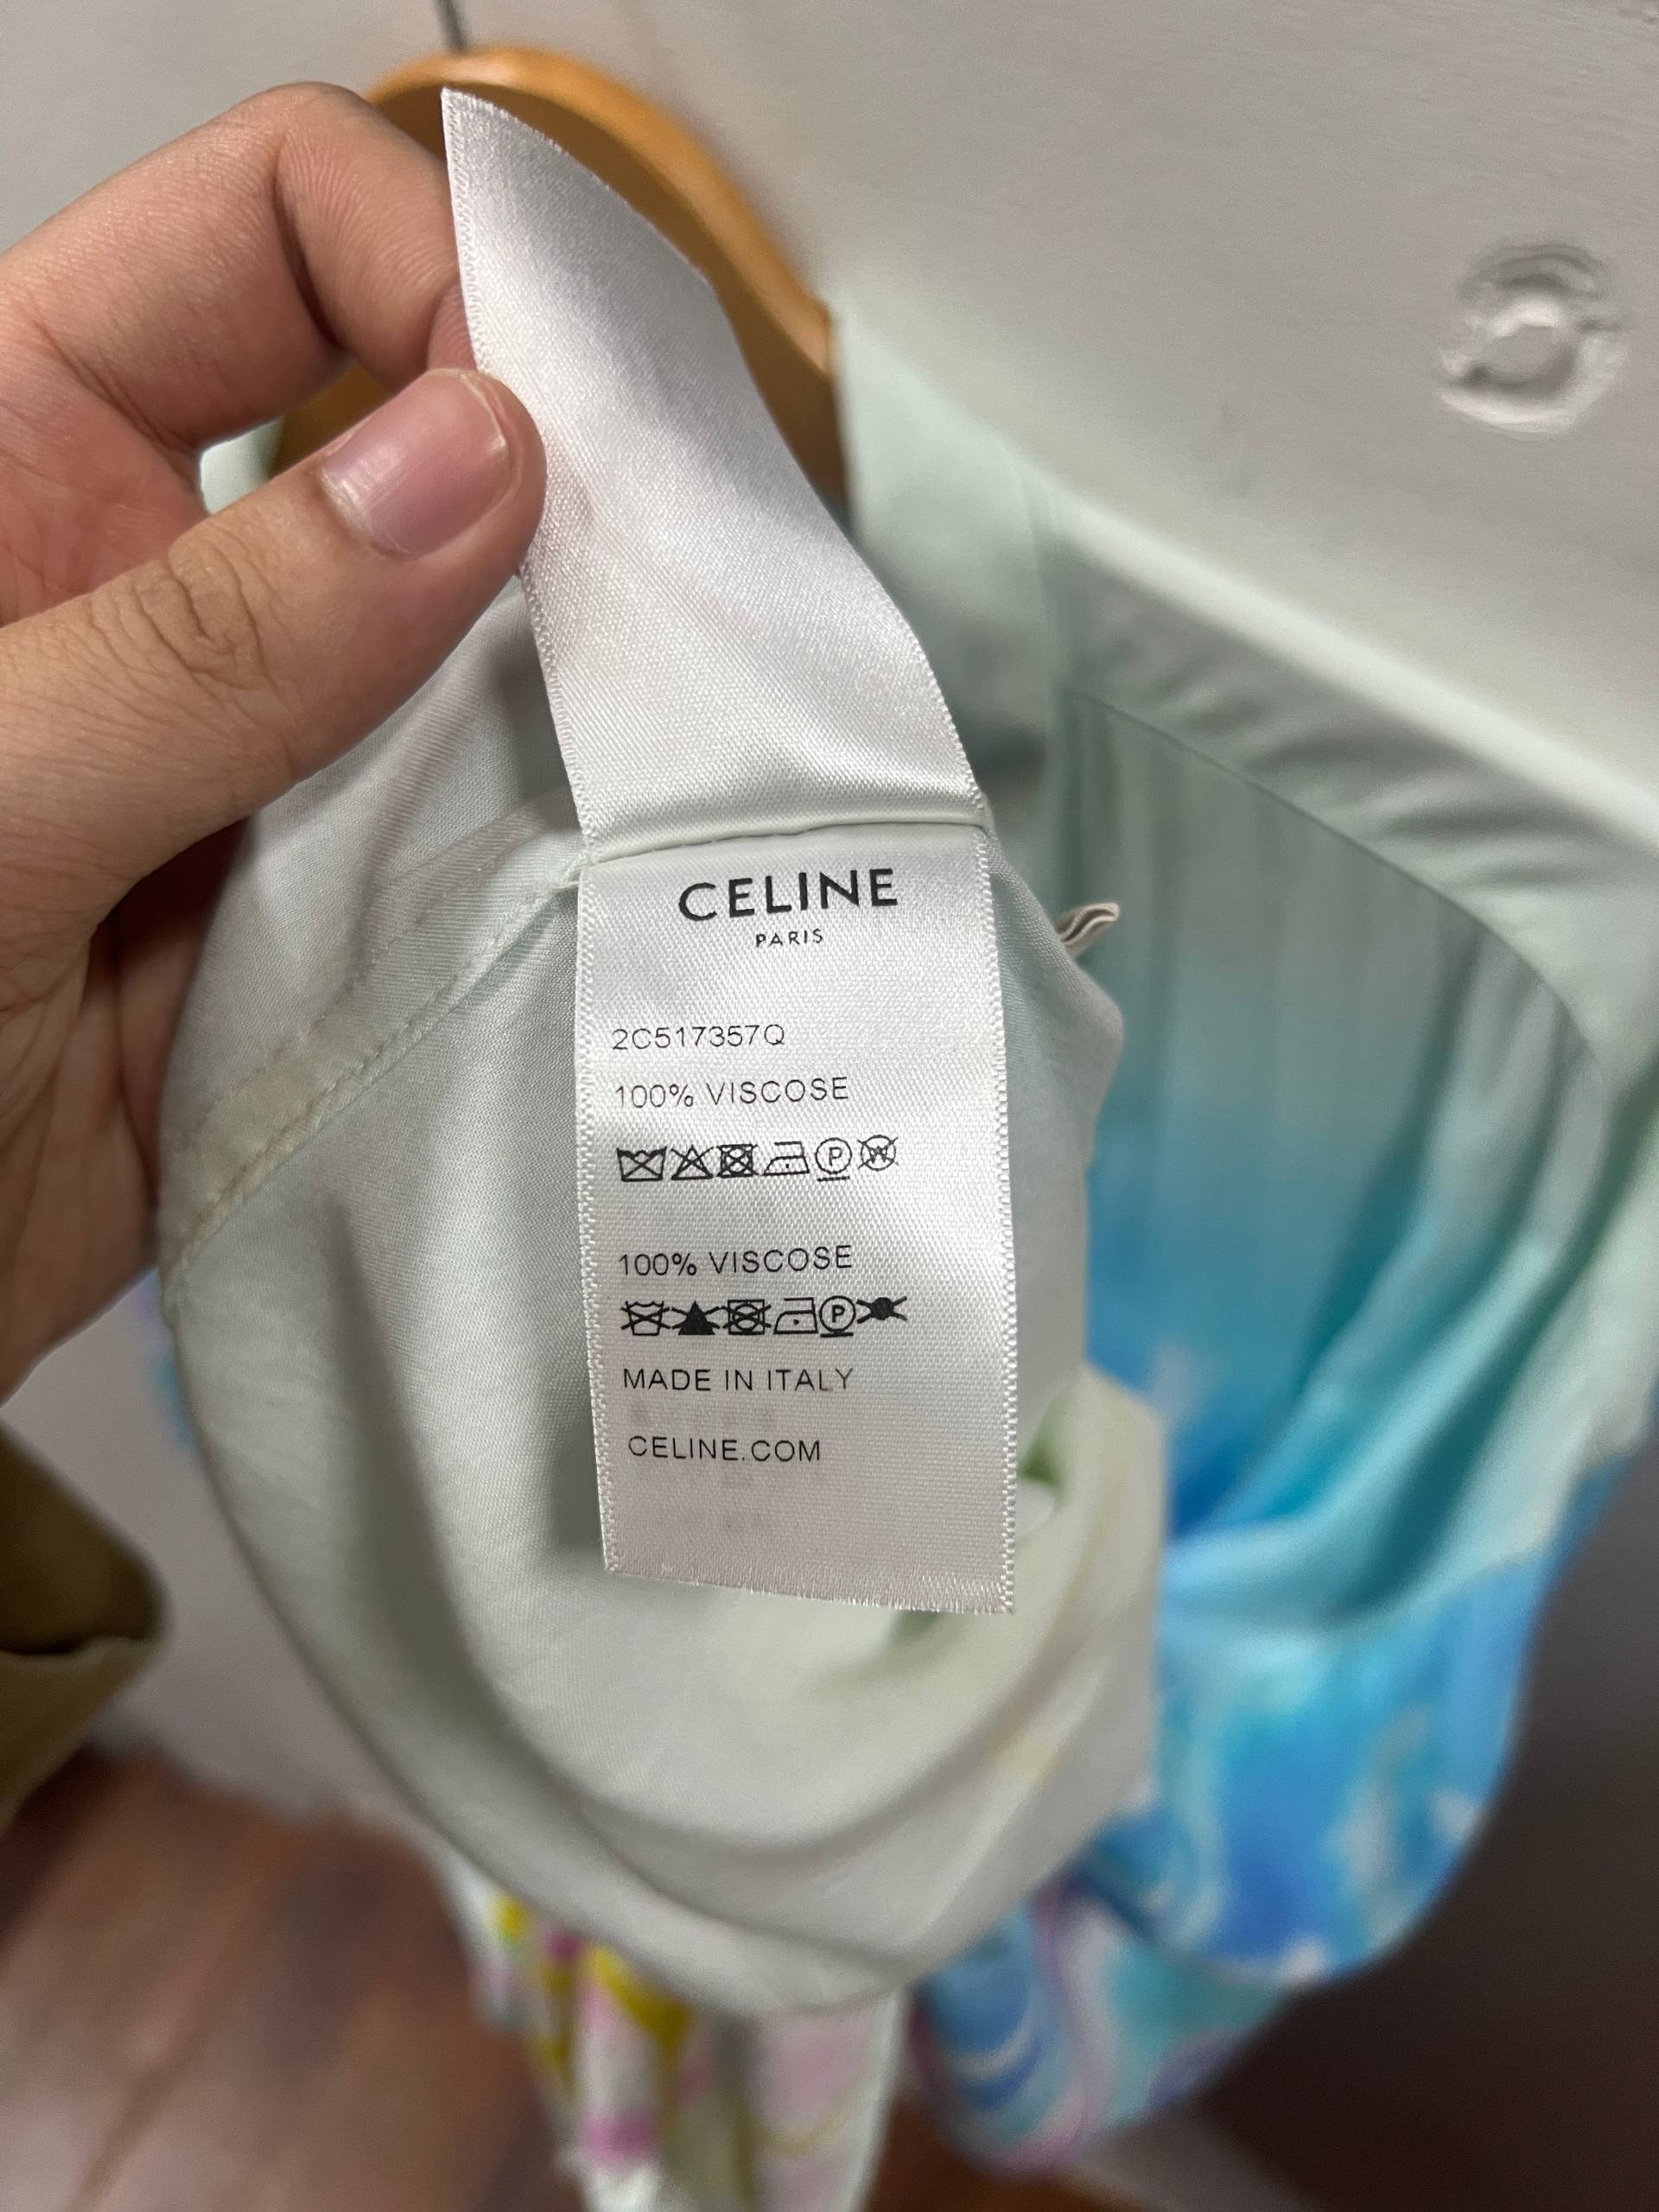 CELINE
PARIS
2C517357Q
100% VISCOSE
P W
100% VISCOSE
P
MADE IN ITALY
CELINE.COM